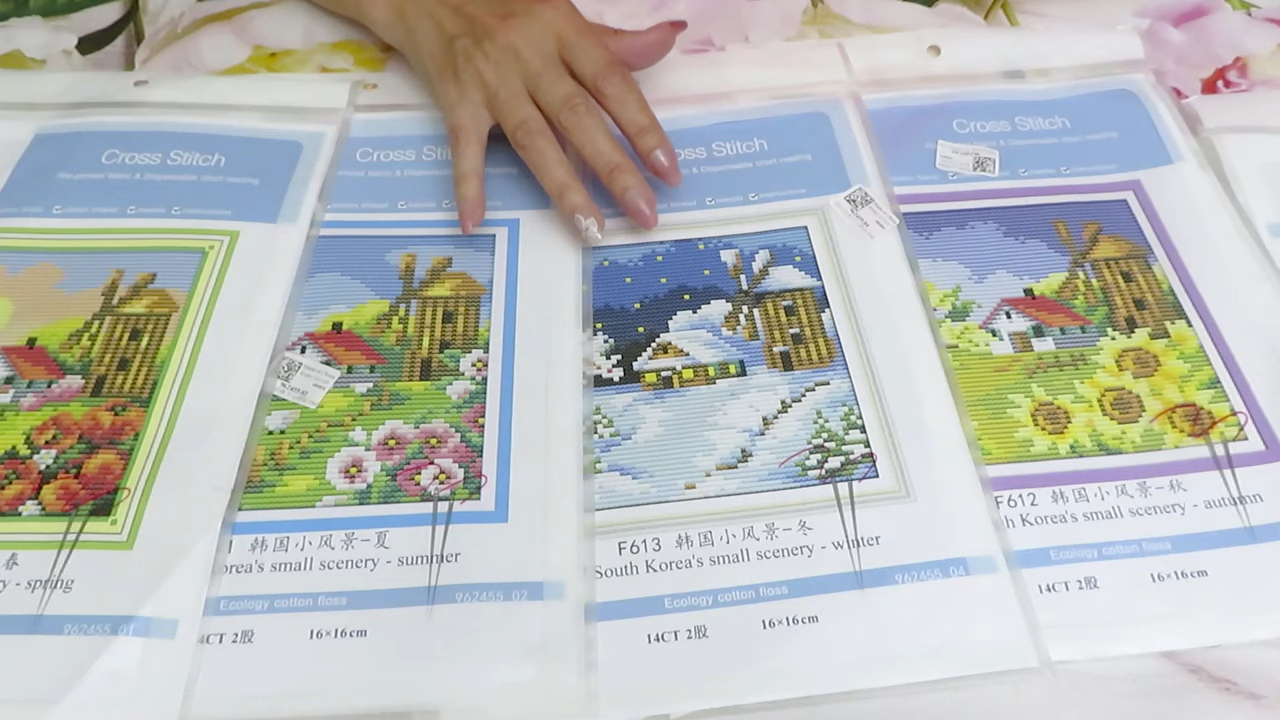 Cross Stitch
春
y - spring
962455 01
Cross Stit
1 韩国小风景-夏
orea's small scenery - summer
Ecology cotton floss
962455 02
14CT 2股
16×16cm
oss Stitch
F613 韩国小风景-冬
South Korea's small scenery - winter
Ecology cotton floss
962455 04
14CT 2股
16×16cm
Cross Stitch
F612 韩国小风景-秋
h Korea's small scenery - autumn
Ecology cotton floss
14CT 2股
16×16cm